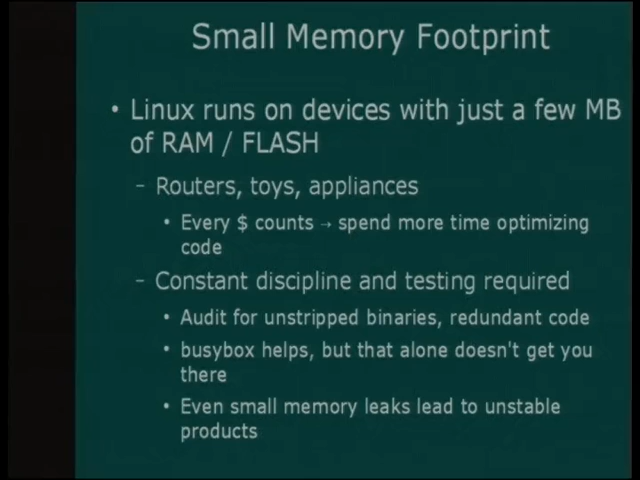 Small Memory Footprint
• Linux runs on devices with just a few MB
of RAM / FLASH
– Routers, toys, appliances
• Every $ counts → spend more time optimizing
code
– Constant discipline and testing required
• Audit for unstripped binaries, redundant code
• busybox helps, but that alone doesn't get you
there
• Even small memory leaks lead to unstable
products